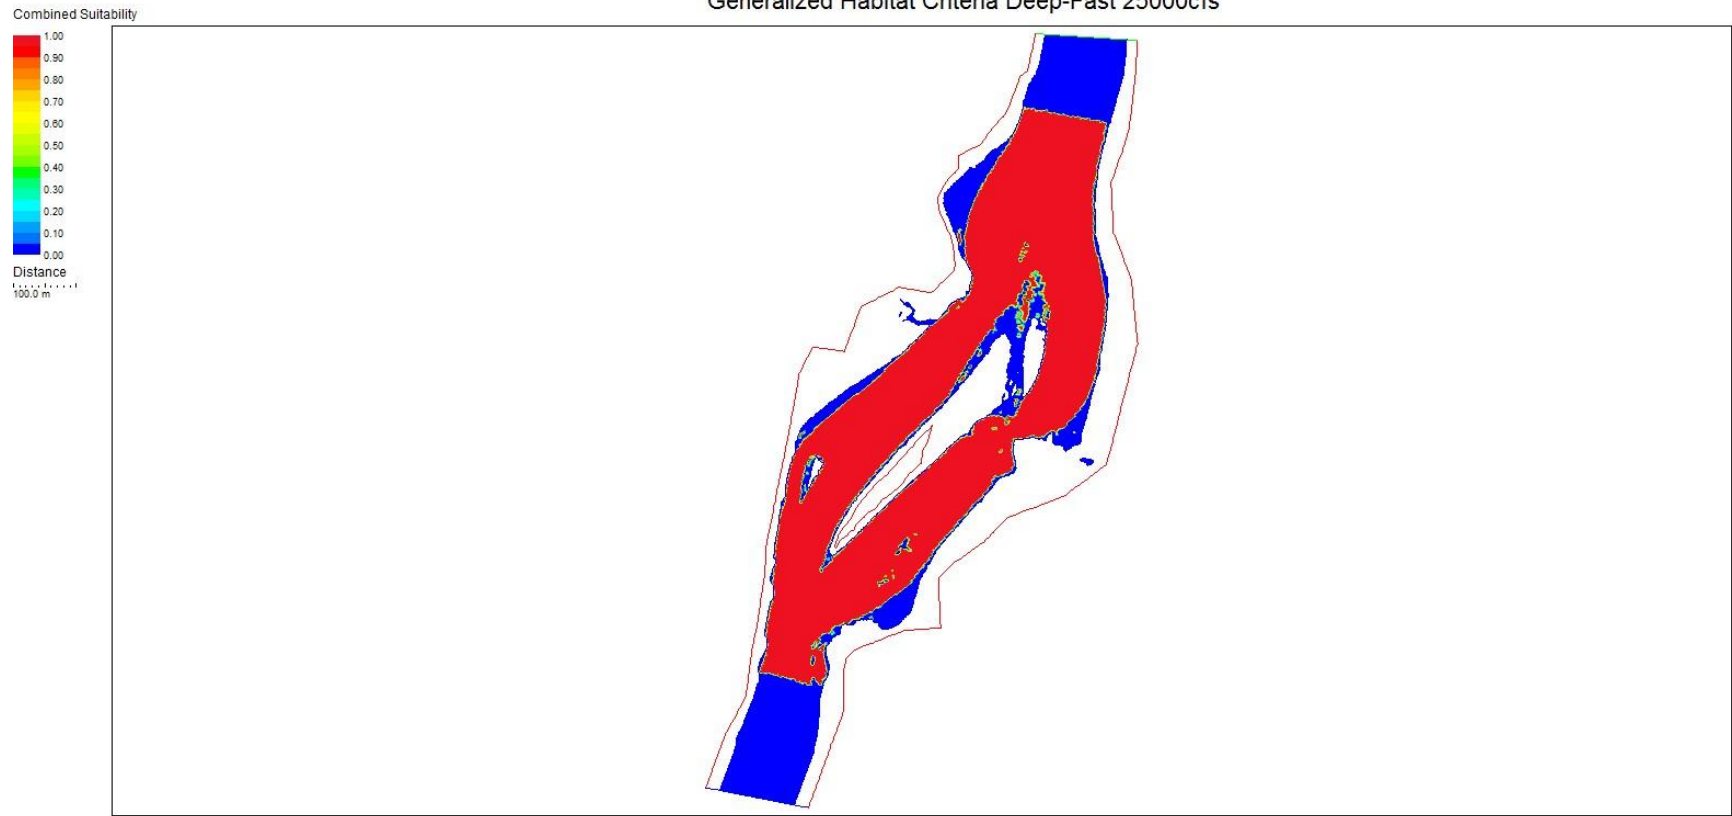 Generalized Habitat Criteria Deep-Fast 25000cfs
Combined Suitability
1.00
0.90
0.80
0.70
0.60
0.50
0.40
0.30
0.20
0.10
0.00
Distance
100.0 m